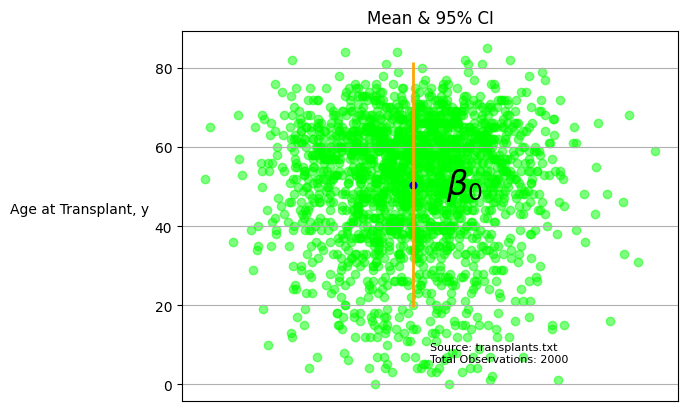 Mean & 95% CI
80
60
β₀
Age at Transplant, y
40
20
Source: transplants.txt
Total Observations: 2000
0